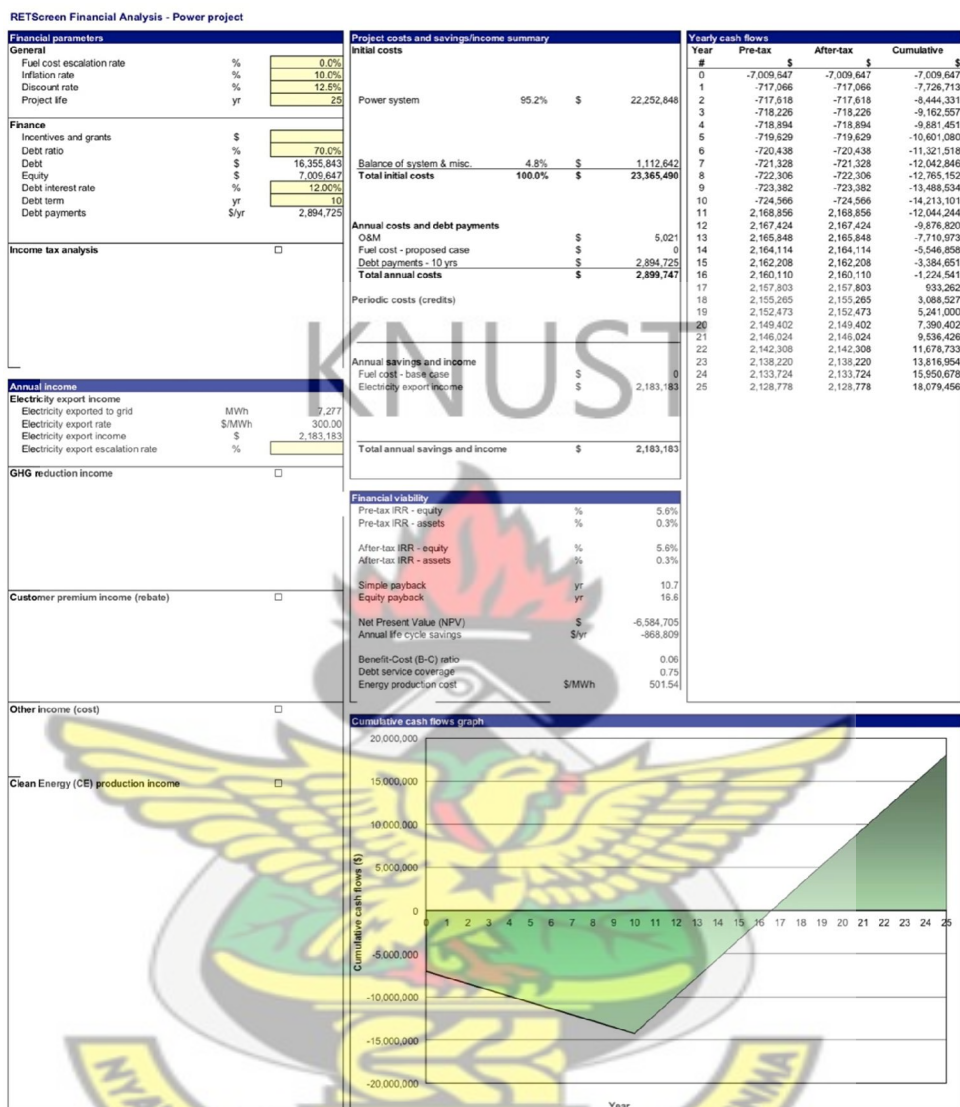 RETScreen Financial Analysis - Power project
Financial parameters
General
Fuel cost escalation rate % 0.0%
Inflation rate % 10.0%
Discount rate % 12.5%
Project life yr 25
Finance
Incentives and grants $
Debt ratio % 70.0%
Debt $ 16,355,843
Equity $ 7,009,647
Debt interest rate % 12.00%
Debt term yr 10
Debt payments $/yr 2,894,725
Income tax analysis
Annual income
Electricity export income
Electricity exported to grid MWh 7,277
Electricity export rate $/MWh 300.00
Electricity export income $ 2,183,183
Electricity export escalation rate %
GHG reduction income
Customer premium income (rebate)
Other income (cost)
Clean Energy (CE) production income
Project costs and savings/income summary
Initial costs
Power system 95.2% $ 22,252,848
Balance of system & misc. 4.8% $ 1,112,642
Total initial costs 100.0% $ 23,365,490
Annual costs and debt payments
O&M $ 5,021
Fuel cost - proposed case $ 0
Debt payments - 10 yrs $ 2,894,725
Total annual costs $ 2,899,747
Periodic costs (credits)
Annual savings and income
Fuel cost - base case $ 0
Electricity export income $ 2,183,183
Total annual savings and income $ 2,183,183
Financial viability
Pre-tax IRR - equity % 5.6%
Pre-tax IRR - assets % 0.3%
After-tax IRR - equity % 5.6%
After-tax IRR - assets % 0.3%
Simple payback yr 10.7
Equity payback yr 16.6
Net Present Value (NPV) $ -6,584,705
Annual life cycle savings $/yr -868,809
Benefit-Cost (B-C) ratio 0.06
Debt service coverage 0.75
Energy production cost $/MWh 501.54
Yearly cash flows
Year Pre-tax After-tax Cumulative
# $ $ $
0 -7,009,647 -7,009,647 -7,009,647
1 -717,066 -717,066 -7,726,713
2 -717,618 -717,618 -8,444,331
3 -718,226 -718,226 -9,162,557
4 -718,894 -718,894 -9,881,451
5 -719,629 -719,629 -10,601,080
6 -720,438 -720,438 -11,321,518
7 -721,328 -721,328 -12,042,846
8 -722,306 -722,306 -12,765,152
9 -723,382 -723,382 -13,488,534
10 -724,566 -724,566 -14,213,101
11 2,168,856 2,168,856 -12,044,244
12 2,167,424 2,167,424 -9,876,820
13 2,165,848 2,165,848 -7,710,973
14 2,164,114 2,164,114 -5,546,858
15 2,162,208 2,162,208 -3,384,651
16 2,160,110 2,160,110 -1,224,541
17 2,157,803 2,157,803 933,262
18 2,155,265 2,155,265 3,088,527
19 2,152,473 2,152,473 5,241,000
20 2,149,402 2,149,402 7,390,402
21 2,146,024 2,146,024 9,536,426
22 2,142,308 2,142,308 11,678,733
23 2,138,220 2,138,220 13,816,954
24 2,133,724 2,133,724 15,950,678
25 2,128,778 2,128,778 18,079,456
KNUST
Cumulative cash flows graph
20,000,000
15,000,000
10,000,000
5,000,000
0
-5,000,000
-10,000,000
-15,000,000
-20,000,000
Cumulative cash flows ($)
0 1 2 3 4 5 6 7 8 9 10 11 12 13 14 15 16 17 18 19 20 21 22 23 24 25
Year